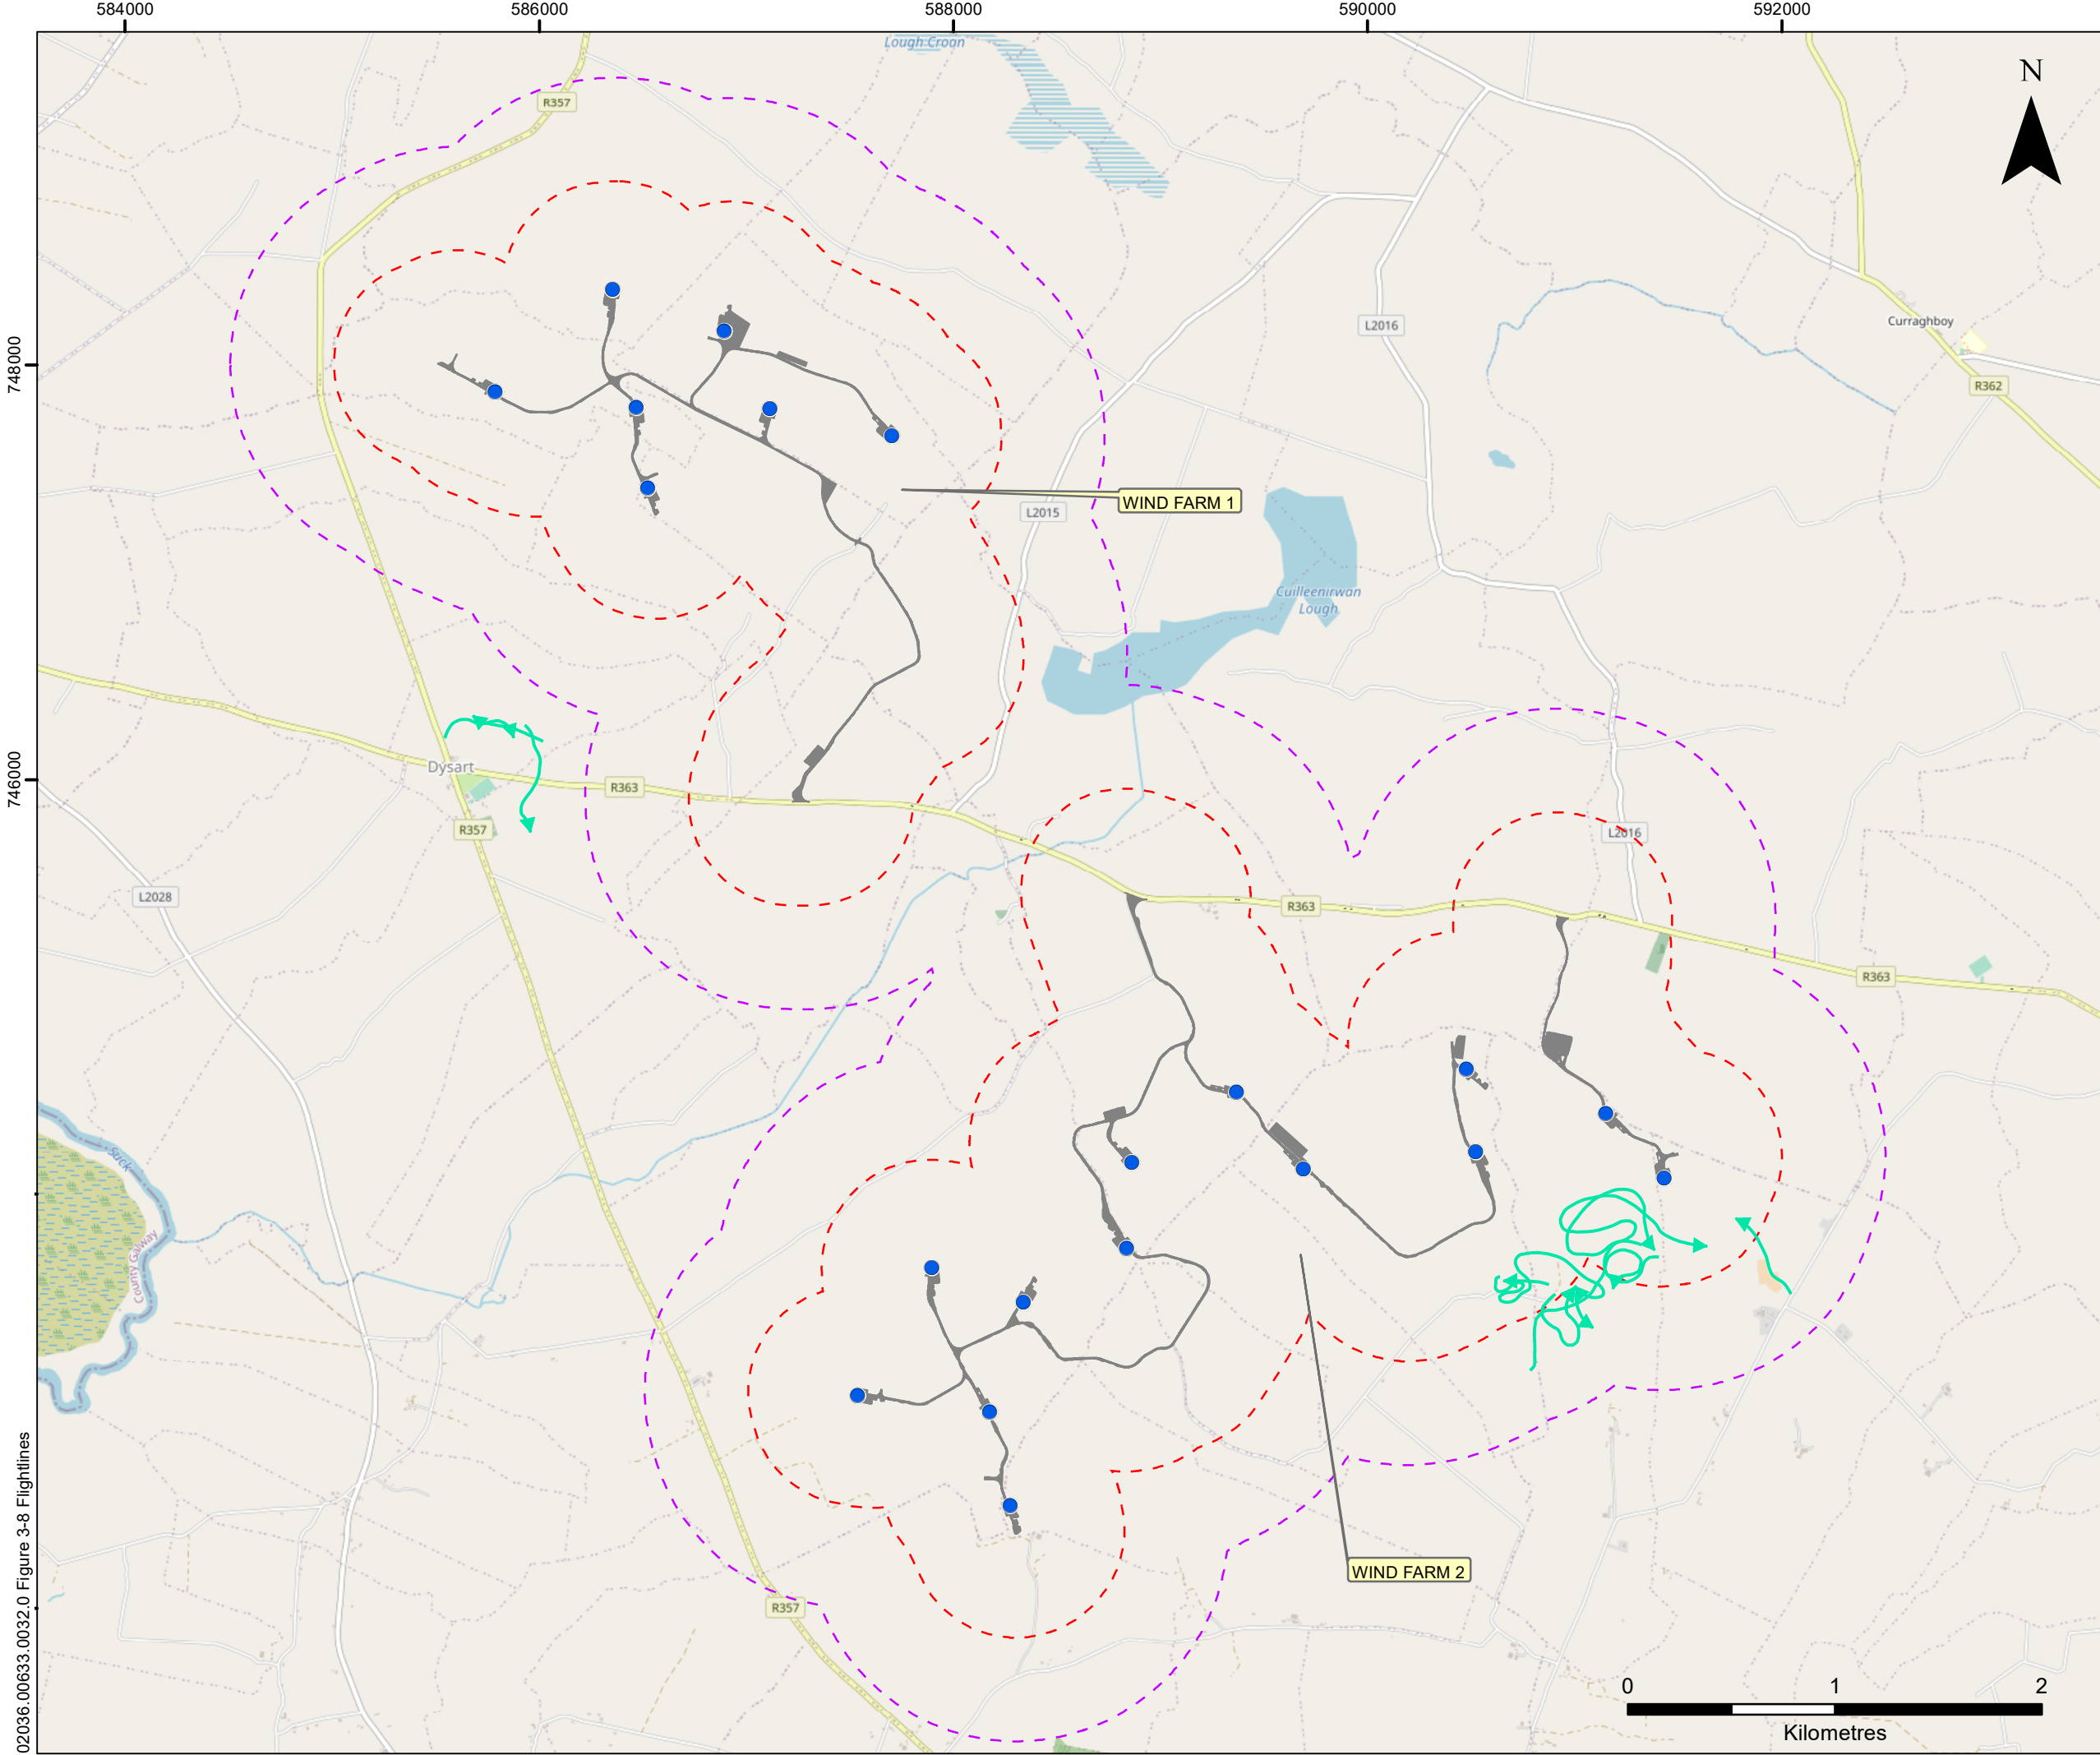 584000
586000
588000
590000
592000
Lough Croan
N
R357
L2016
Curraghboy
748000
R362
WIND FARM 1
L2015
Cuilleenirwan
Lough
746000
Dysart
R363
R357
L2016
L2028
R363
R363
Suck
County Galway
WIND FARM 2
R357
0
1
2
Kilometres
02036.00633.0032.0 Figure 3-8 Flightlines